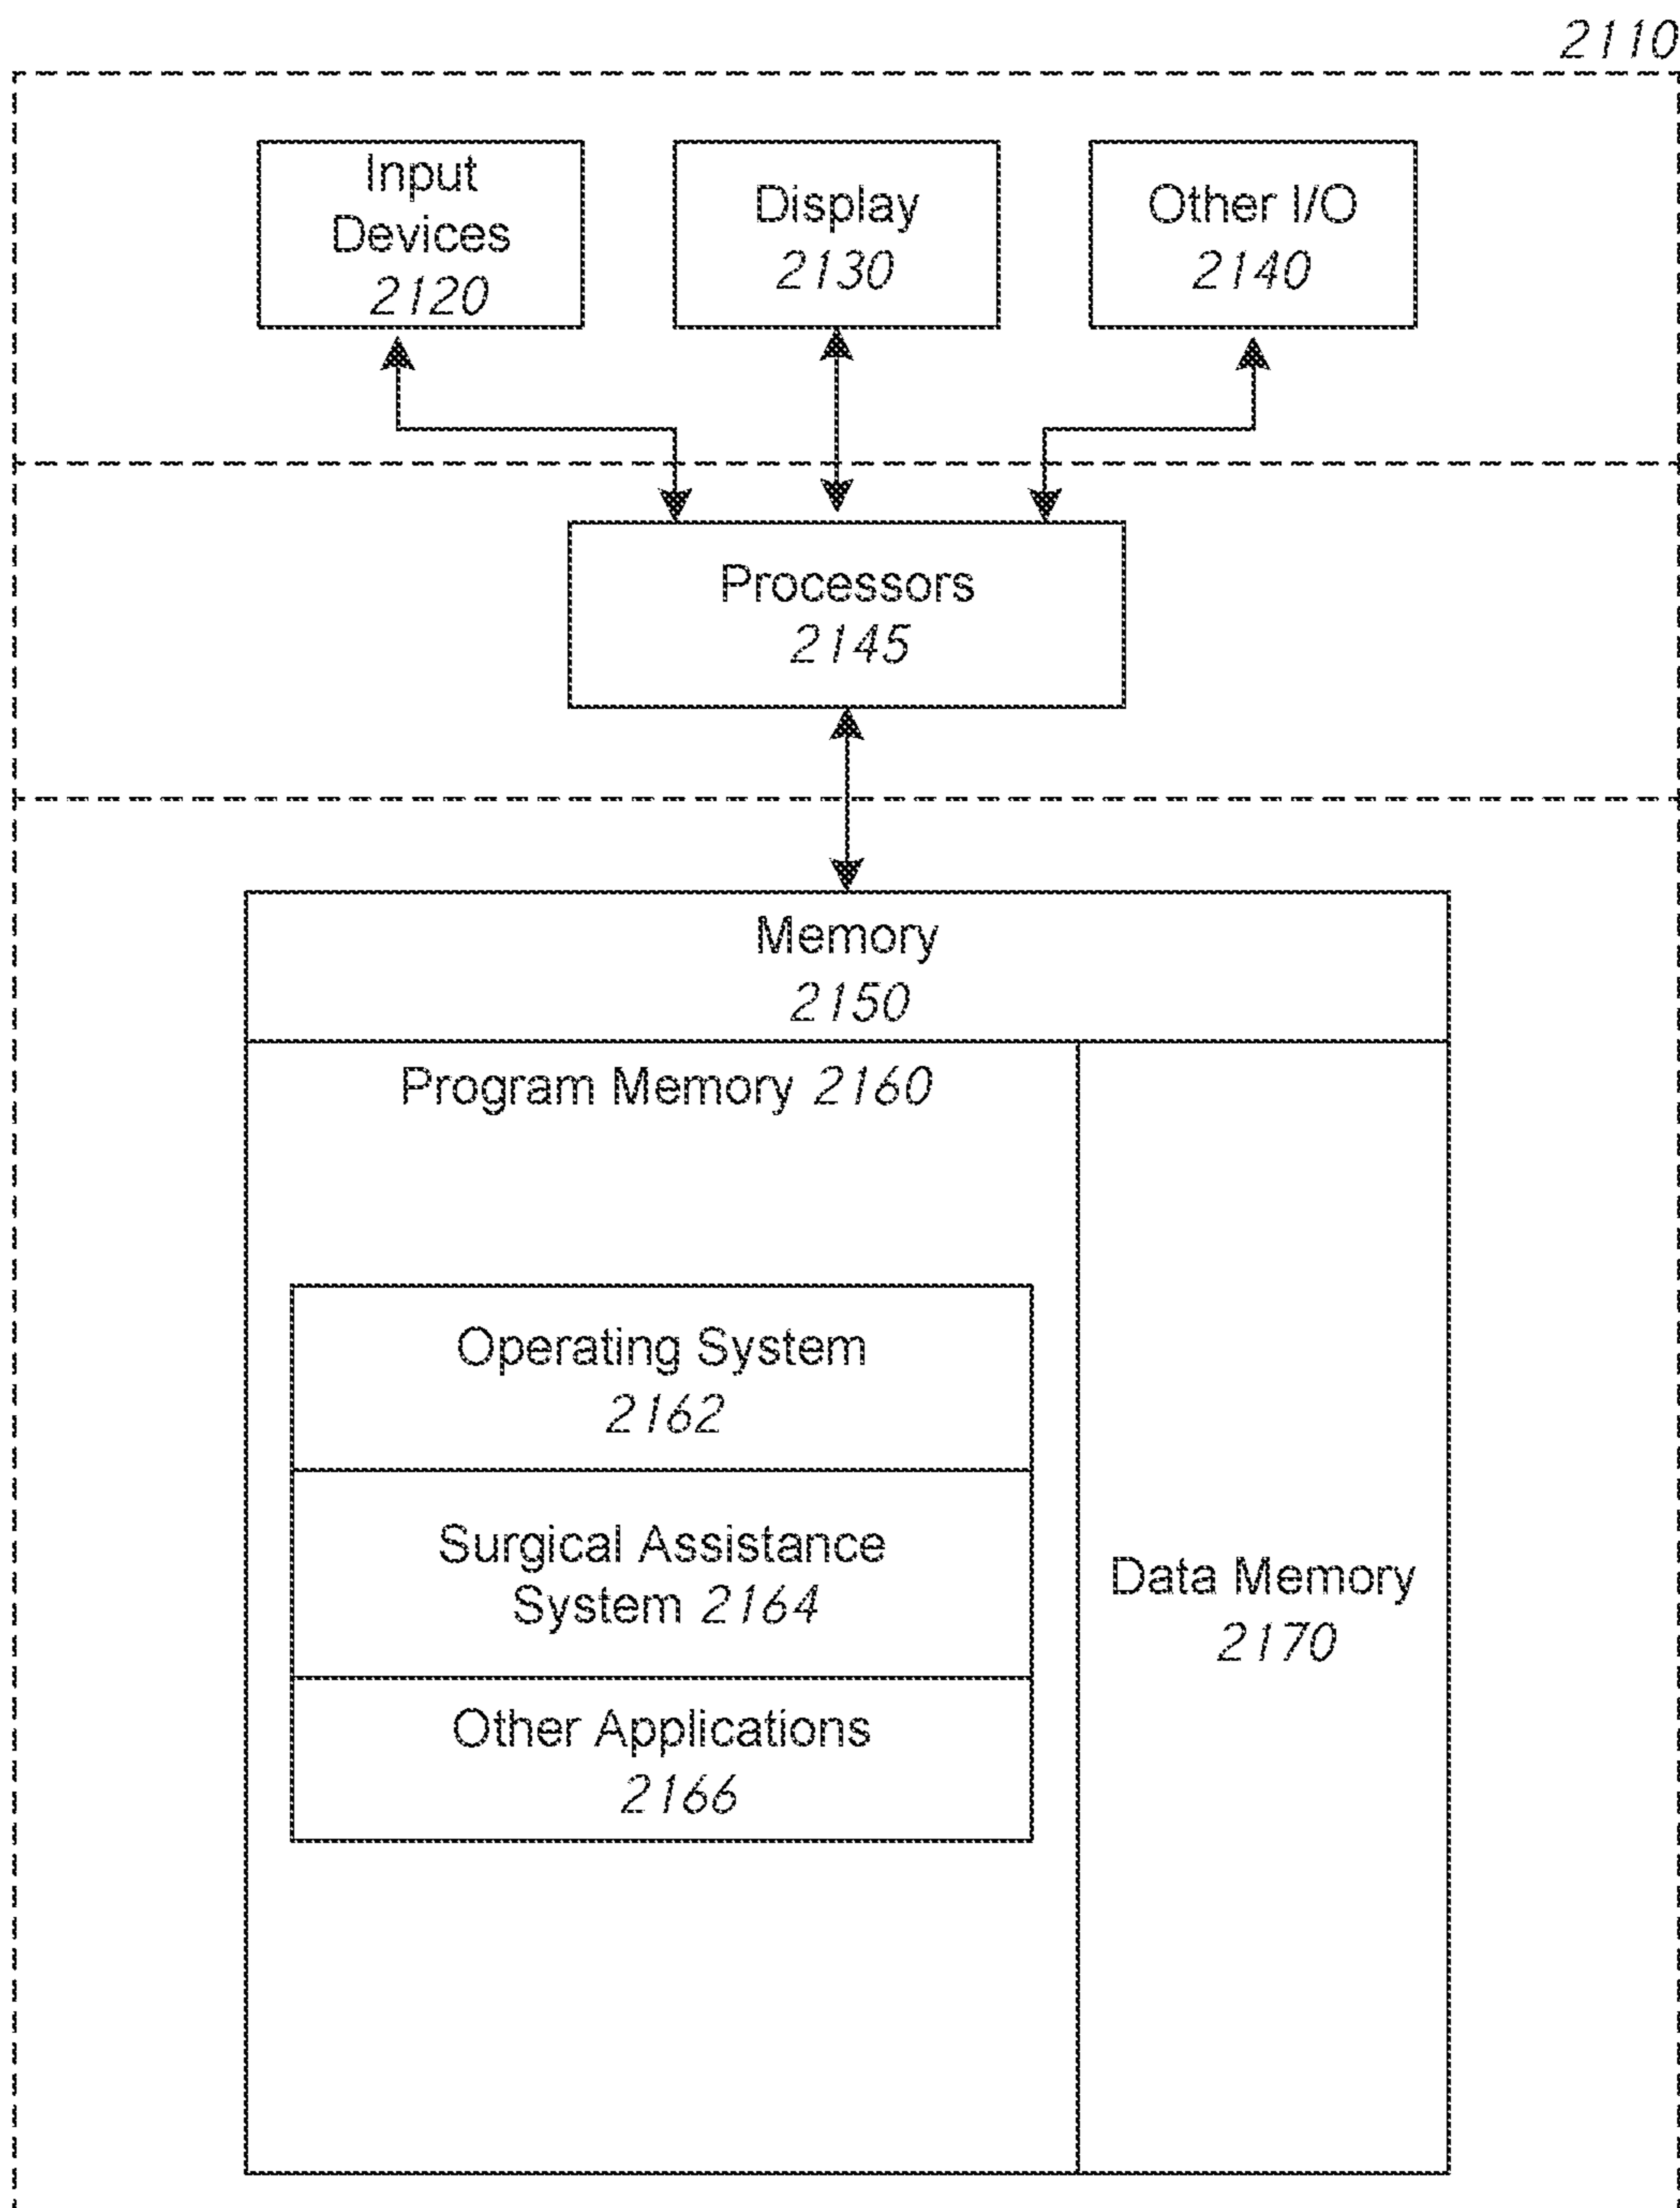 2110
Input
Devices
2120
Display
2130
Other I/O
2140
Processors
2145
Memory
2150
Program Memory 2160
Operating System
2162
Surgical Assistance
System 2164
Other Applications
2166
Data Memory
2170